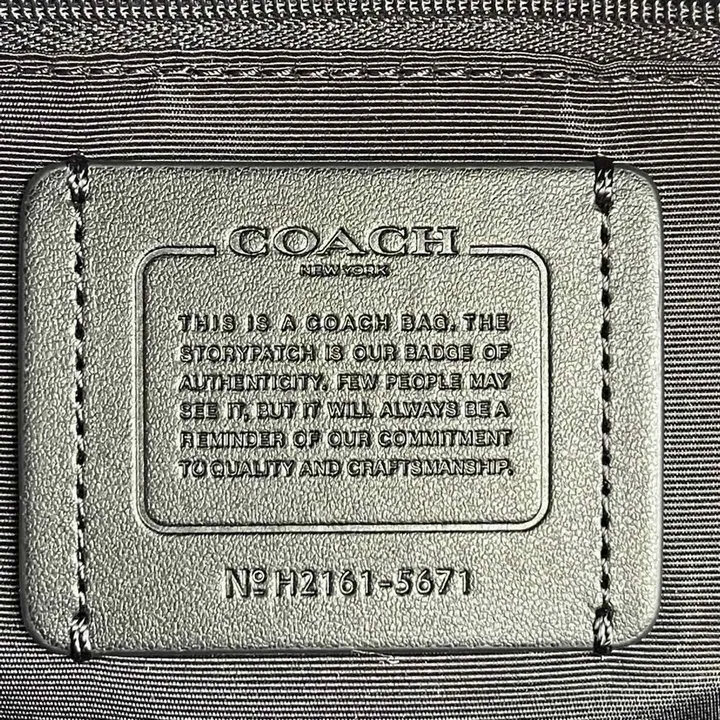 COACH
NEW YORK
THIS IS A COACH BAG. THE
STORYPATCH IS OUR BADGE OF
AUTHENTICITY. FEW PEOPLE MAY
SEE IT, BUT IT WILL ALWAYS BE A
REMINDER OF OUR COMMITMENT
TO QUALITY AND CRAFTSMANSHIP.
Nº H2161-5671